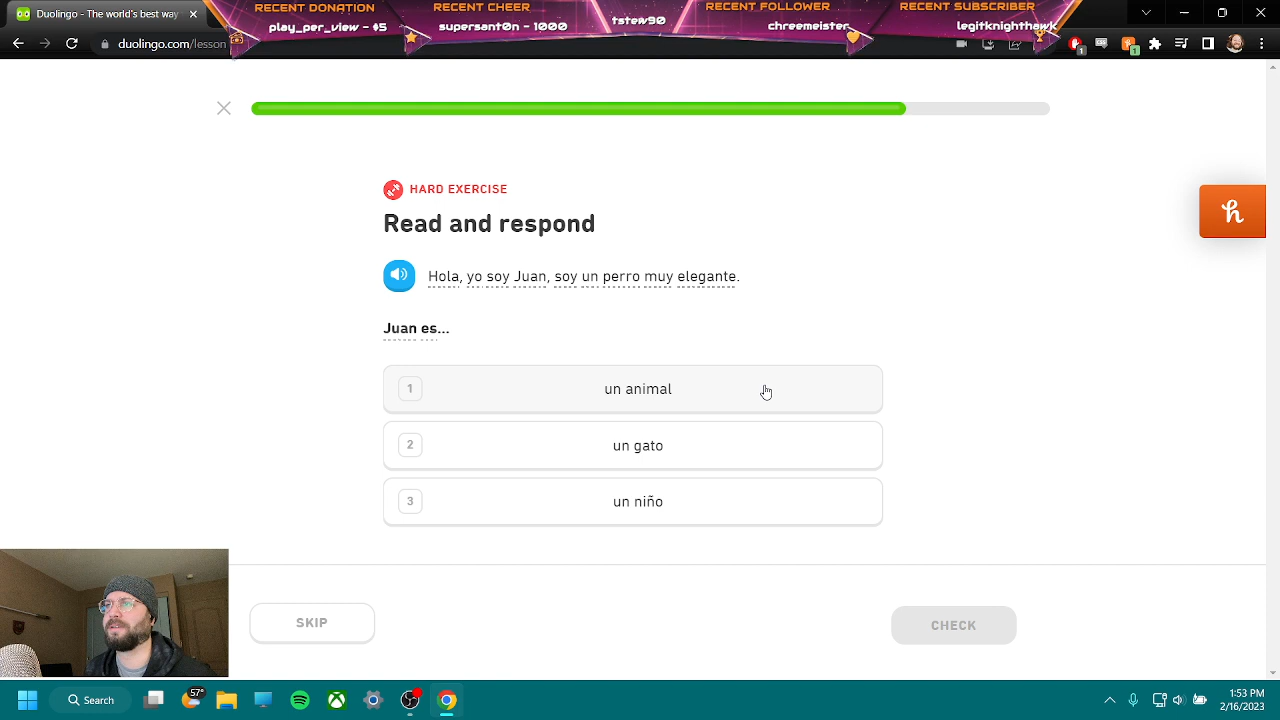 RECENT DONATION
play_per_view - $5
RECENT CHEER
supersant0n - 1000
tstew90
RECENT FOLLOWER
chreemeister
RECENT SUBSCRIBER
legitknighthawk
Duolingo - The world's best way
duolingo.com/lesson
1
1
HARD EXERCISE
Read and respond
Hola, yo soy Juan, soy un perro muy elegante.
Juan es...
1 un animal
2 un gato
3 un niño
SKIP
CHECK
Search
57°
1:53 PM
2/16/2023